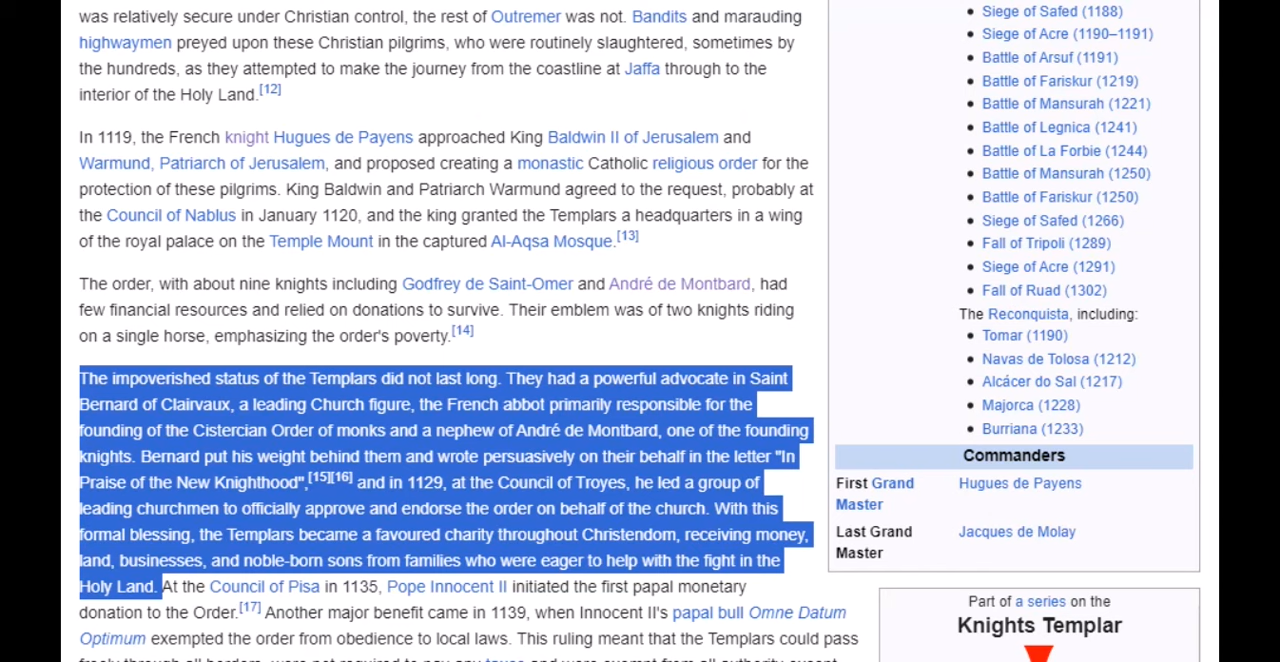 was relatively secure under Christian control, the rest of Outremer was not. Bandits and marauding
highwaymen preyed upon these Christian pilgrims, who were routinely slaughtered, sometimes by
the hundreds, as they attempted to make the journey from the coastline at Jaffa through to the
interior of the Holy Land.[12]
In 1119, the French knight Hugues de Payens approached King Baldwin II of Jerusalem and
Warmund, Patriarch of Jerusalem, and proposed creating a monastic Catholic religious order for the
protection of these pilgrims. King Baldwin and Patriarch Warmund agreed to the request, probably at
the Council of Nablus in January 1120, and the king granted the Templars a headquarters in a wing
of the royal palace on the Temple Mount in the captured Al-Aqsa Mosque.[13]
The order, with about nine knights including Godfrey de Saint-Omer and André de Montbard, had
few financial resources and relied on donations to survive. Their emblem was of two knights riding
on a single horse, emphasizing the order's poverty.[14]
The impoverished status of the Templars did not last long. They had a powerful advocate in Saint
Bernard of Clairvaux, a leading Church figure, the French abbot primarily responsible for the
founding of the Cistercian Order of monks and a nephew of André de Montbard, one of the founding
knights. Bernard put his weight behind them and wrote persuasively on their behalf in the letter "In
Praise of the New Knighthood",[15][16] and in 1129, at the Council of Troyes, he led a group of
leading churchmen to officially approve and endorse the order on behalf of the church. With this
formal blessing, the Templars became a favoured charity throughout Christendom, receiving money,
land, businesses, and noble-born sons from families who were eager to help with the fight in the
Holy Land. At the Council of Pisa in 1135, Pope Innocent II initiated the first papal monetary
donation to the Order.[17] Another major benefit came in 1139, when Innocent II's papal bull Omne Datum
Optimum exempted the order from obedience to local laws. This ruling meant that the Templars could pass
freely through all borders, were not required to pay any taxes, and were exempt from all authority except
• Siege of Safed (1188)
• Siege of Acre (1190–1191)
• Battle of Arsuf (1191)
• Battle of Fariskur (1219)
• Battle of Mansurah (1221)
• Battle of Legnica (1241)
• Battle of La Forbie (1244)
• Battle of Mansurah (1250)
• Battle of Fariskur (1250)
• Siege of Safed (1266)
• Fall of Tripoli (1289)
• Siege of Acre (1291)
• Fall of Ruad (1302)
The Reconquista, including:
• Tomar (1190)
• Navas de Tolosa (1212)
• Alcácer do Sal (1217)
• Majorca (1228)
• Burriana (1233)
Commanders
First Grand Hugues de Payens
Master
Last Grand Jacques de Molay
Master
Part of a series on the
Knights Templar